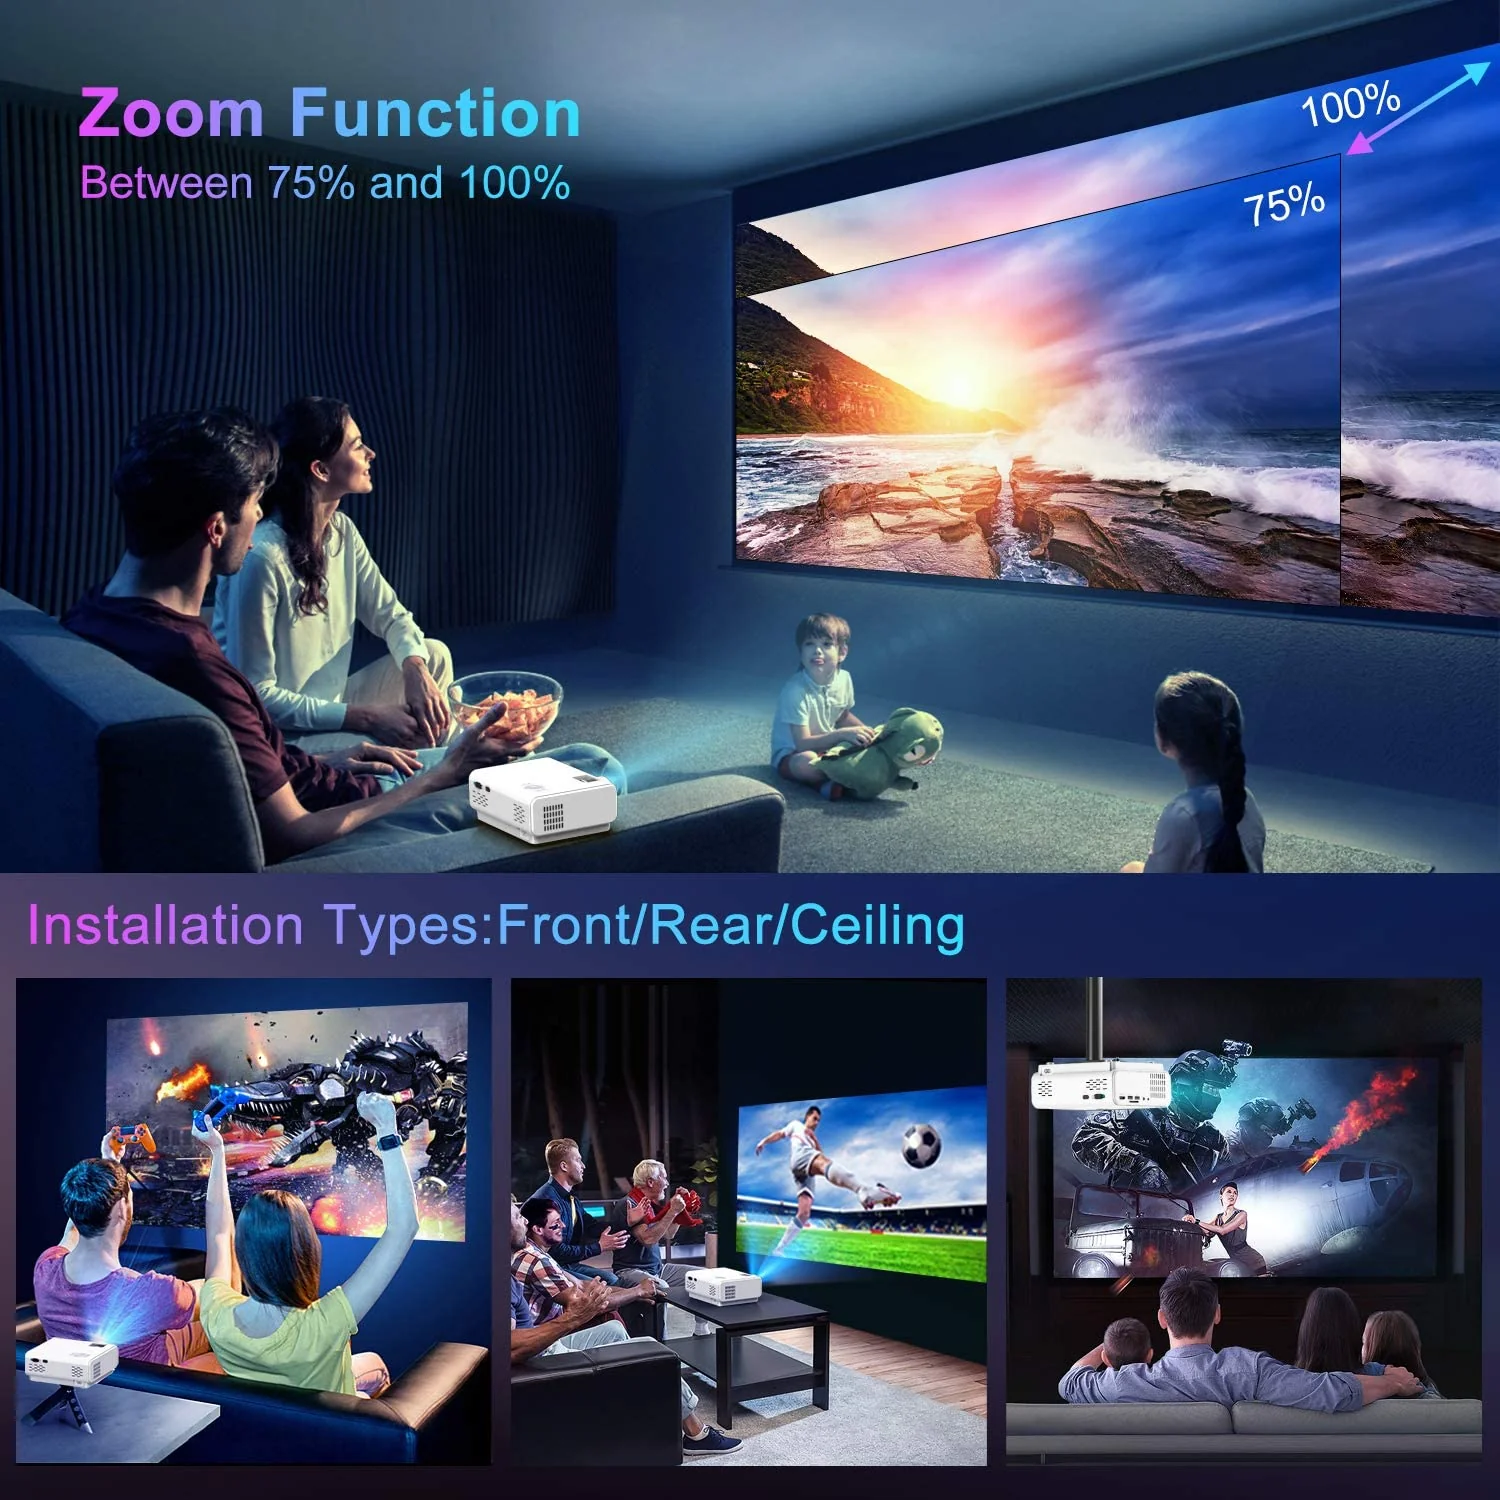 Zoom Function
Between 75% and 100%
100%
75%
Installation Types:Front/Rear/Ceiling